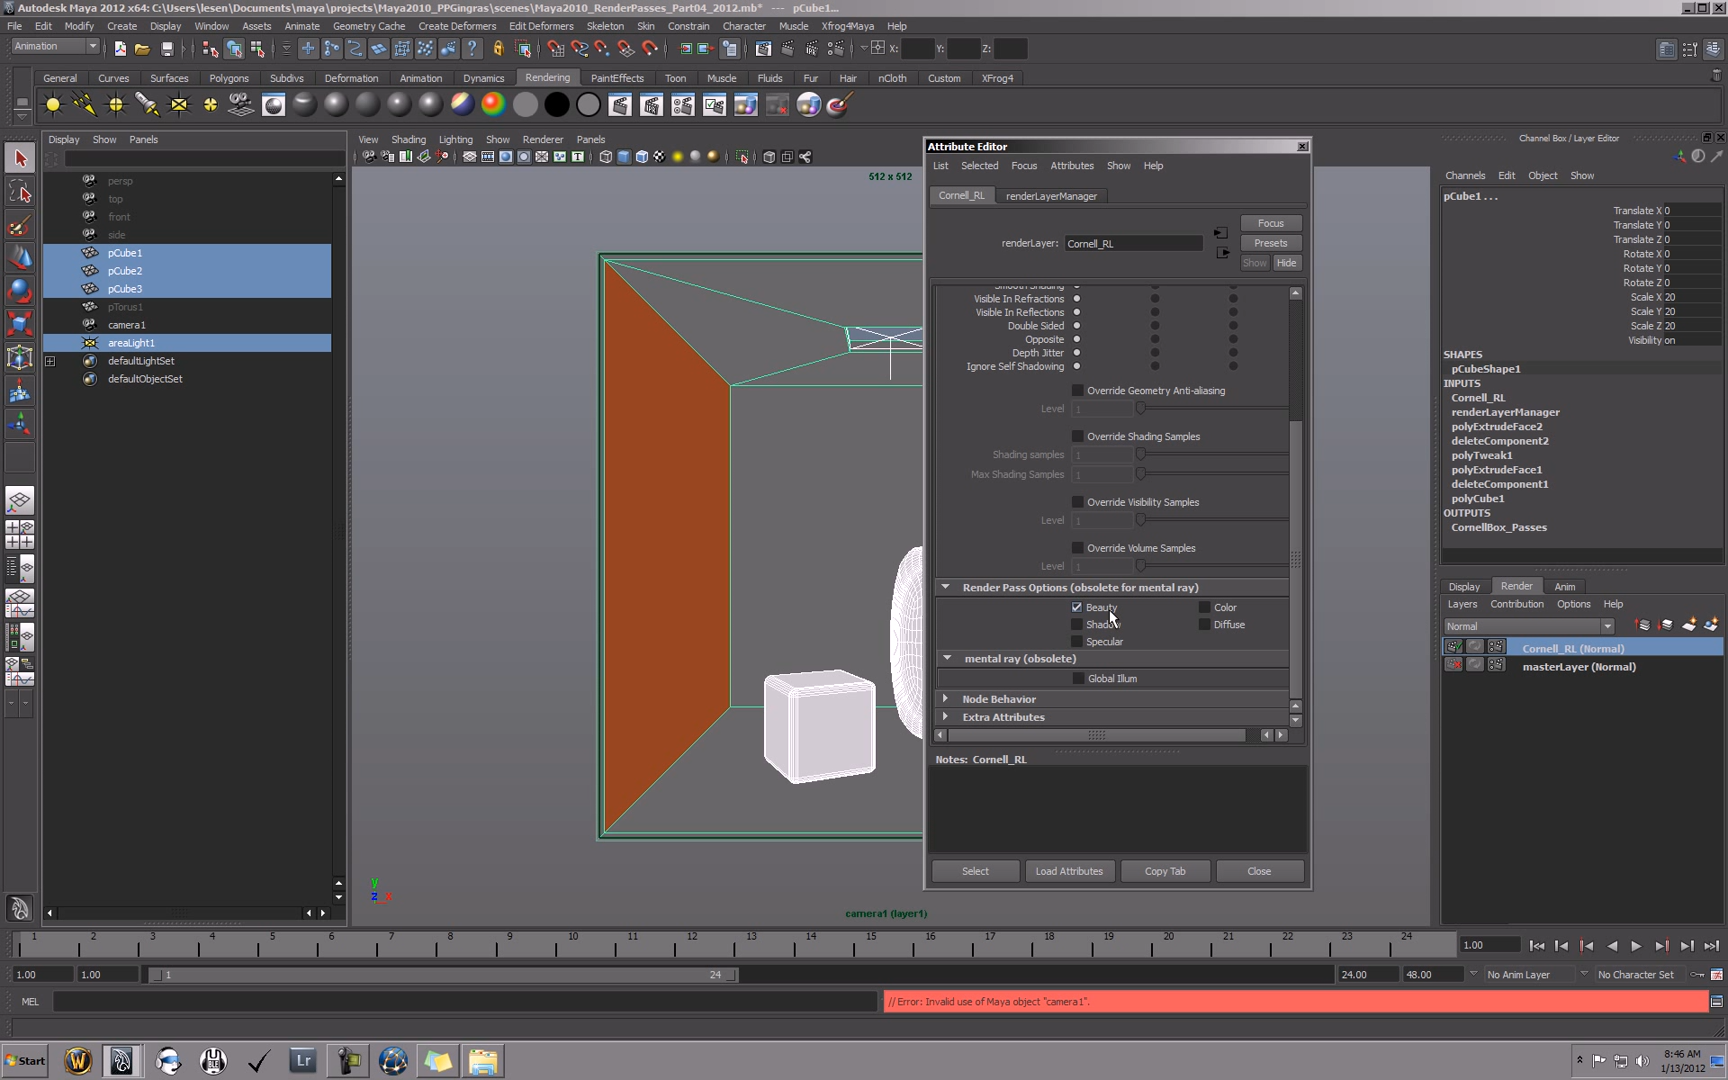 Autodesk Maya 2012 x64: C:\Users\lesen\Documents\maya\projects\Maya2010_PPGingras\scenes\Maya2010_RenderPasses_Part04_2012.mb* --- pCube1...
File Edit Modify Create Display Window Assets Animate Geometry Cache Create Deformers Edit Deformers Skeleton Skin Constrain Character Muscle Xfrog4Maya Help
Animation X: Y: Z:
General Curves Surfaces Polygons Subdivs Deformation Animation Dynamics Rendering PaintEffects Toon Muscle Fluids Fur Hair nCloth Custom XFrog4
Display Show Panels
persp
top
front
side
pCube1
pCube2
pCube3
pTorus1
camera1
areaLight1
defaultLightSet
defaultObjectSet
View Shading Lighting Show Renderer Panels
512 x 512
camera1 (layer1)
Attribute Editor
List Selected Focus Attributes Show Help
Cornell_RL renderLayerManager
renderLayer: Cornell_RL
Focus
Presets
Show Hide
Smooth Shading
Visible In Refractions
Visible In Reflections
Double Sided
Opposite
Depth Jitter
Ignore Self Shadowing
Override Geometry Anti-aliasing
Level 1
Override Shading Samples
Shading samples 1
Max Shading Samples 1
Override Visibility Samples
Level 1
Override Volume Samples
Level 1
Render Pass Options (obsolete for mental ray)
Beauty Color
Shadow Diffuse
Specular
mental ray (obsolete)
Global Illum
Node Behavior
Extra Attributes
Notes: Cornell_RL
Select Load Attributes Copy Tab Close
Channel Box / Layer Editor
Channels Edit Object Show
pCube1 ...
Translate X 0
Translate Y 0
Translate Z 0
Rotate X 0
Rotate Y 0
Rotate Z 0
Scale X 20
Scale Y 20
Scale Z 20
Visibility on
SHAPES
pCubeShape1
INPUTS
Cornell_RL
renderLayerManager
polyExtrudeFace2
deleteComponent2
polyTweak1
polyExtrudeFace1
deleteComponent1
polyCube1
OUTPUTS
CornellBox_Passes
Display Render Anim
Layers Contribution Options Help
Normal
Cornell_RL (Normal)
masterLayer (Normal)
1 2 3 4 5 6 7 8 9 10 11 12 13 14 15 16 17 18 19 20 21 22 23 24 1.00
1.00 1.00 1 24 24.00 48.00 No Anim Layer No Character Set
MEL // Error: Invalid use of Maya object "camera1".
Start Lr 8:46 AM
1/13/2012